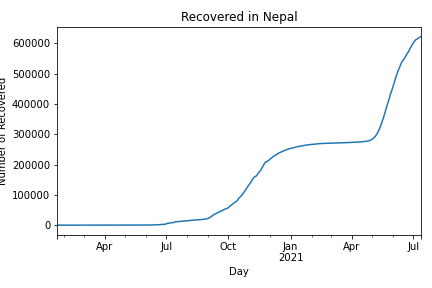 Recovered in Nepal
Number of Recovered
600000
500000
400000
300000
200000
100000
0
Apr
Jul
Oct
Jan
2021
Apr
Jul
Day